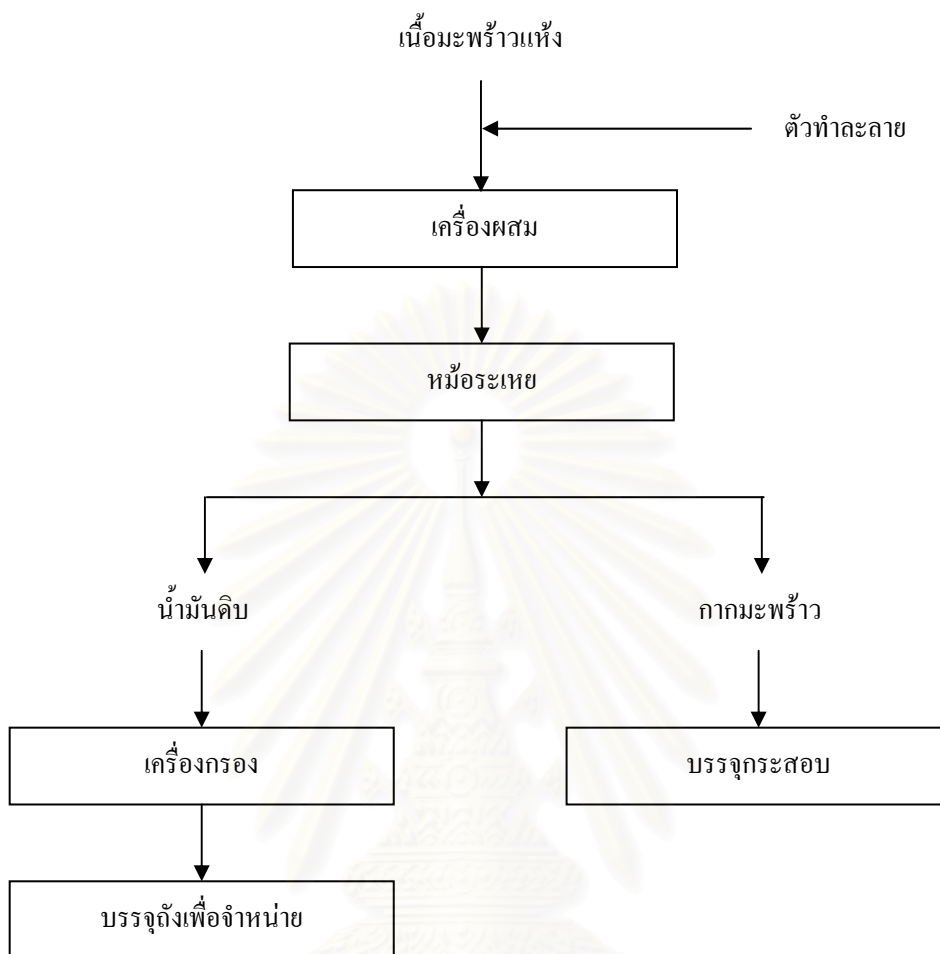 เนื้อมะพร้าวแห้ง
ตัวทำละลาย
เครื่องผสม
หม้อระเหย
น้ำมันดิบ
กากมะพร้าว
เครื่องกรอง
บรรจุกระสอบ
บรรจุถังเพื่อจำหน่าย